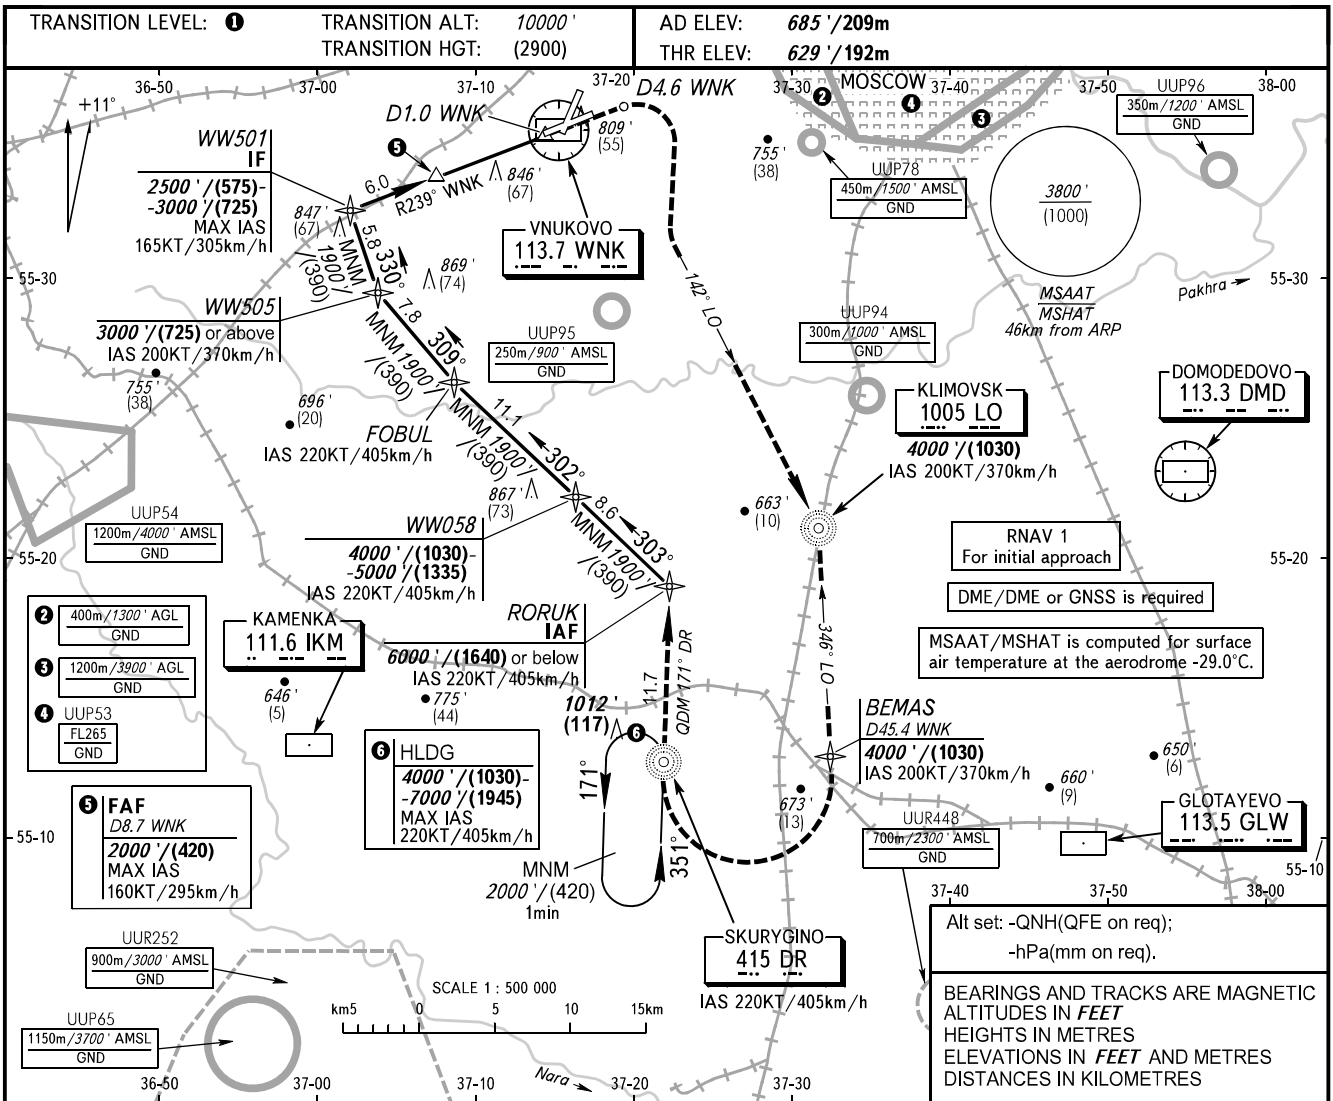 TRANSITION LEVEL: ❶
TRANSITION ALT: 10000 '
TRANSITION HGT: (2900)
AD ELEV: 685 '/209m
THR ELEV: 629 '/192m
36-50
37-00
37-10
37-20
37-30
37-40
37-50
38-00
+11°
D1.0 WNK
D4.6 WNK
MOSCOW
❷
❹
❸
UUP96
350m/1200 ' AMSL
GND
WW501
IF
2500 '/(575)-
-3000 '/(725)
MAX IAS
165KT/305km/h
❺
6.0
R239° WNK
846 '
(67)
809 '
(55)
755 '
(38)
UUP78
450m/1500 ' AMSL
GND
3800 '
(1000)
847 '
(67)
5.8
330°
MNM
1900 '/
/(390)
869 '
(74)
VNUKOVO
113.7 WNK
142° LO
55-30
55-30
MSAAT
MSHAT
46km from ARP
Pakhra
WW505
3000 '/(725) or above
IAS 200KT/370km/h
7.8
309°
MNM 1900 '/
/(390)
UUP95
250m/900 ' AMSL
GND
UUP94
300m/1000 ' AMSL
GND
755 '
(38)
696 '
(20)
FOBUL
IAS 220KT/405km/h
11.1
302°
MNM 1900 '/
/(390)
KLIMOVSK
1005 LO
4000 '/(1030)
IAS 200KT/370km/h
DOMODEDOVO
113.3 DMD
867 '
(73)
663 '
(10)
UUP54
1200m/4000 ' AMSL
GND
WW058
4000 '/(1030)-
-5000 '/(1335)
IAS 220KT/405km/h
8.6
303°
MNM 1900 '/
/(390)
RNAV 1
For initial approach
55-20
55-20
DME/DME or GNSS is required
MSAAT/MSHAT is computed for surface
air temperature at the aerodrome -29.0°C.
❷ 400m/1300 ' AGL
GND
❸ 1200m/3900 ' AGL
GND
❹ UUP53
FL265
GND
KAMENKA
111.6 IKM
RORUK
IAF
6000 '/(1640) or below
IAS 220KT/405km/h
11.7
QDM 171° DR
346° LO
646 '
(5)
775 '
(44)
1012 '
(117)
❻
BEMAS
D45.4 WNK
4000 '/(1030)
IAS 200KT/370km/h
650 '
(6)
660 '
(9)
673 '
(13)
❻ HLDG
4000 '/(1030)-
-7000 '/(1945)
MAX IAS
220KT/405km/h
171°
351°
MNM
2000 '/(420)
1min
❺ FAF
D8.7 WNK
2000 '/(420)
MAX IAS
160KT/295km/h
UUR448
700m/2300 ' AMSL
GND
GLOTAYEVO
113.5 GLW
55-10
55-10
37-40
37-50
38-00
SKURYGINO
415 DR
IAS 220KT/405km/h
UUR252
900m/3000 ' AMSL
GND
UUP65
1150m/3700 ' AMSL
GND
SCALE 1 : 500 000
km5 0 5 10 15km
Nara
36-50
37-00
37-10
37-20
37-30
Alt set: -QNH(QFE on req);
-hPa(mm on req).
BEARINGS AND TRACKS ARE MAGNETIC
ALTITUDES IN FEET
HEIGHTS IN METRES
ELEVATIONS IN FEET AND METRES
DISTANCES IN KILOMETRES